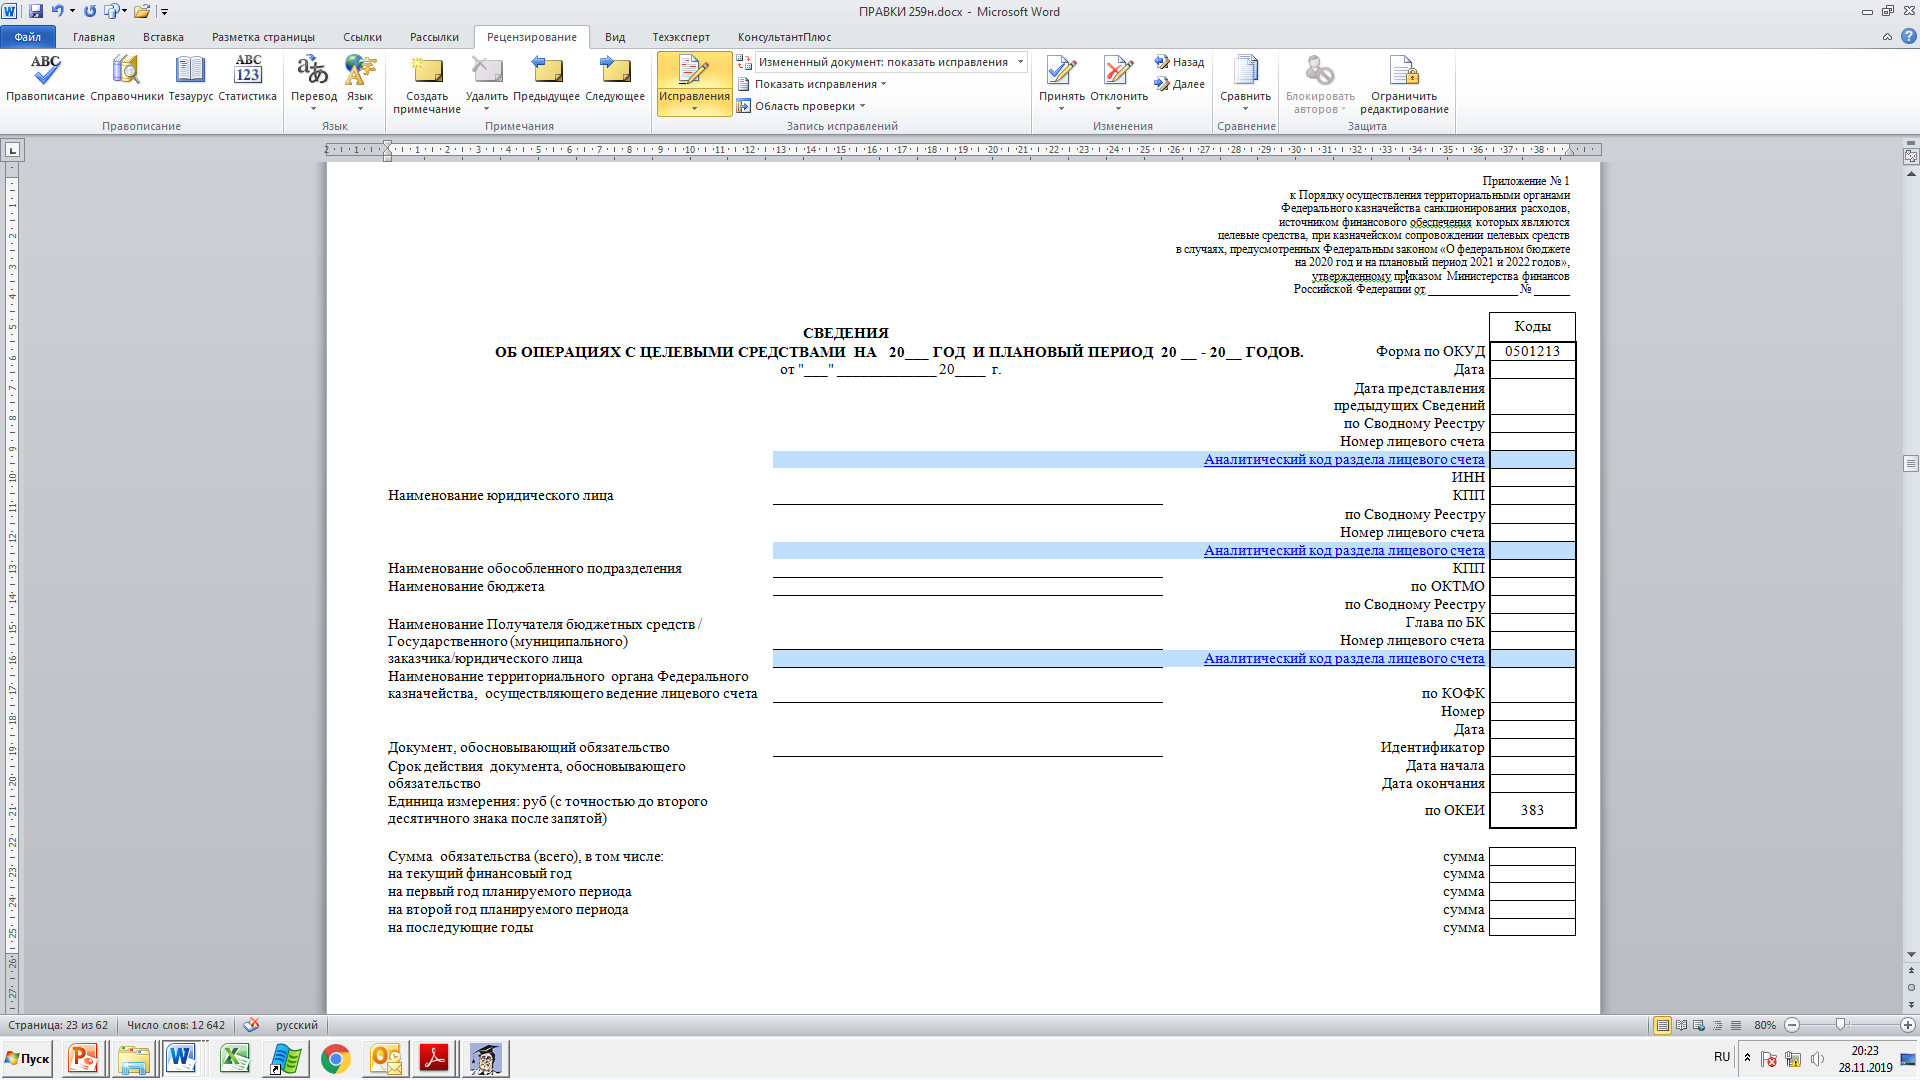 ПРАВКИ 259н.docx - Microsoft Word
Файл Главная Вставка Разметка страницы Ссылки Рассылки Рецензирование Вид Техэксперт КонсультантПлюс
Правописание Справочники Тезаурус Статистика
Правописание
Перевод Язык
Язык
Создать примечание Удалить Предыдущее Следующее
Примечания
Исправления
Измененный документ: показать исправления
Показать исправления
Область проверки
Запись исправлений
Принять Отклонить Назад Далее
Изменения
Сравнить
Сравнение
Блокировать авторов Ограничить редактирование
Защита
Приложение № 1
к Порядку осуществления территориальными органами
Федерального казначейства санкционирования расходов,
источником финансового обеспечения которых являются
целевые средства, при казначейском сопровождении целевых средств
в случаях, предусмотренных Федеральным законом «О федеральном бюджете
на 2020 год и на плановый период 2021 и 2022 годов»,
утвержденному приказом Министерства финансов
Российской Федерации от _______________ № ______
Коды
СВЕДЕНИЯ
ОБ ОПЕРАЦИЯХ С ЦЕЛЕВЫМИ СРЕДСТВАМИ НА 20___ ГОД И ПЛАНОВЫЙ ПЕРИОД 20 __ - 20__ ГОДОВ.
Форма по ОКУД 0501213
от "___" _____________ 20____ г.
Дата
Дата представления
предыдущих Сведений
по Сводному Реестру
Номер лицевого счета
Аналитический код раздела лицевого счета
ИНН
Наименование юридического лица КПП
по Сводному Реестру
Номер лицевого счета
Аналитический код раздела лицевого счета
Наименование обособленного подразделения КПП
Наименование бюджета по ОКТМО
по Сводному Реестру
Наименование Получателя бюджетных средств / Глава по БК
Государственного (муниципального) Номер лицевого счета
заказчика/юридического лица Аналитический код раздела лицевого счета
Наименование территориального органа Федерального
казначейства, осуществляющего ведение лицевого счета по КОФК
Номер
Дата
Документ, обосновывающий обязательство Идентификатор
Срок действия документа, обосновывающего Дата начала
обязательство Дата окончания
Единица измерения: руб (с точностью до второго
десятичного знака после запятой) по ОКЕИ 383
Сумма обязательства (всего), в том числе: сумма
на текущий финансовый год сумма
на первый год планируемого периода сумма
на второй год планируемого периода сумма
на последующие годы сумма
Страница: 23 из 62 Число слов: 12 642 русский 80%
Пуск RU 20:23
28.11.2019